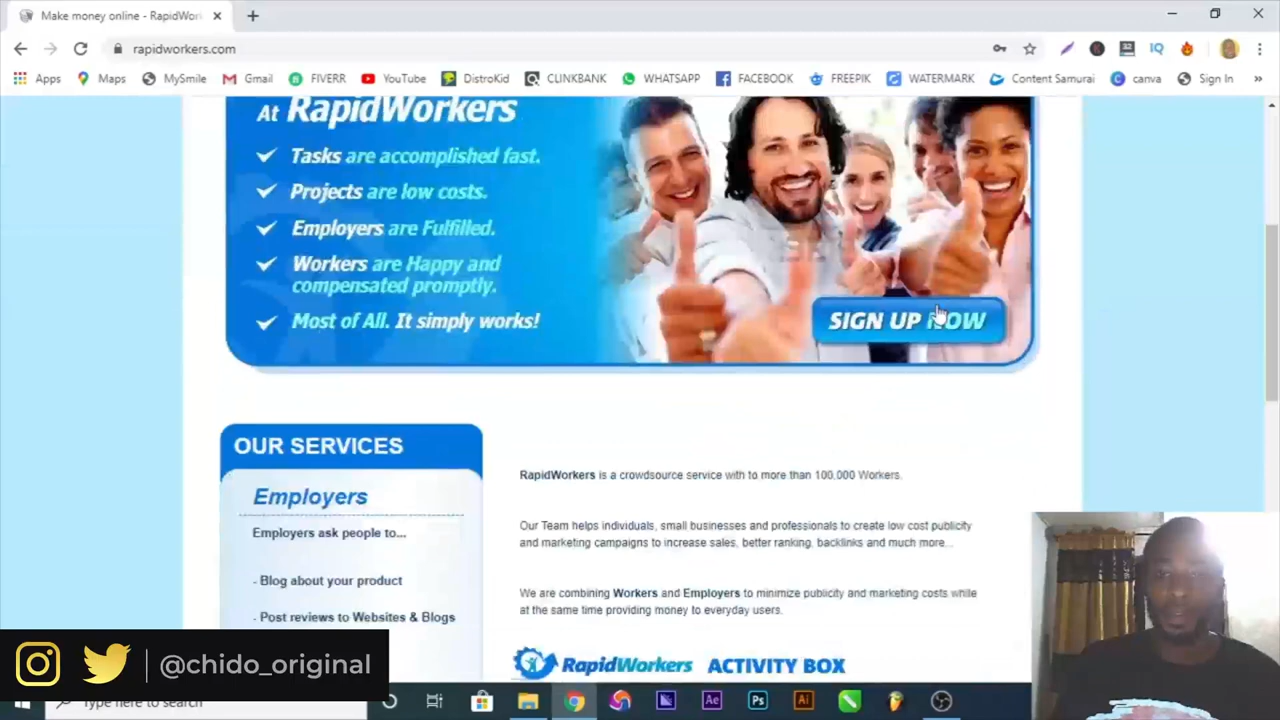 Make money online - RapidWor
rapidworkers.com
Apps Maps MySmile Gmail FIVERR YouTube DistroKid CLINKBANK WHATSAPP FACEBOOK FREEPIK WATERMARK Content Samurai canva Sign In »
At RapidWorkers
Tasks are accomplished fast.
Projects are low costs.
Employers are Fulfilled.
Workers are Happy and
compensated promptly.
Most of All. It simply works!
SIGN UP NOW
OUR SERVICES
Employers
Employers ask people to...
- Blog about your product
- Post reviews to Websites & Blogs
RapidWorkers is a crowdsource service with to more than 100.000 Workers.
Our Team helps individuals, small businesses and professionals to create low cost publicity
and marketing campaigns to increase sales, better ranking, backlinks and much more...
We are combining Workers and Employers to minimize publicity and marketing costs while
at the same time providing money to everyday users.
RapidWorkers ACTIVITY BOX
@chido_original
Type here to search
Ae Ps Ai